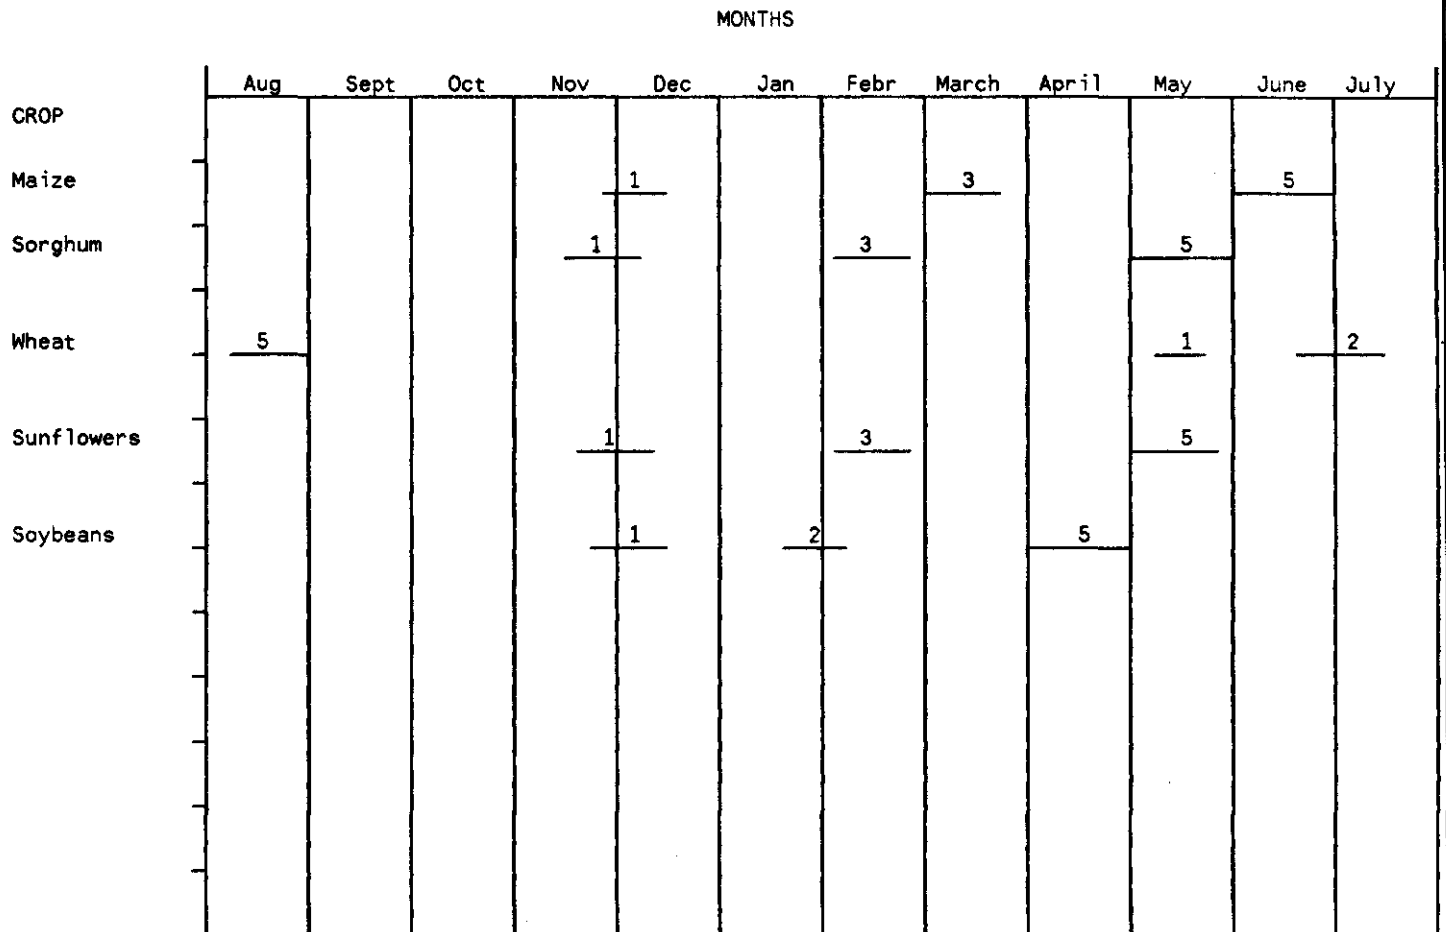 MONTHS
Aug Sept Oct Nov Dec Jan Febr March April May June July
CROP
Maize 1 3 5
Sorghum 1 3 5
Wheat 5 1 2
Sunflowers 1 3 5
Soybeans 1 2 5